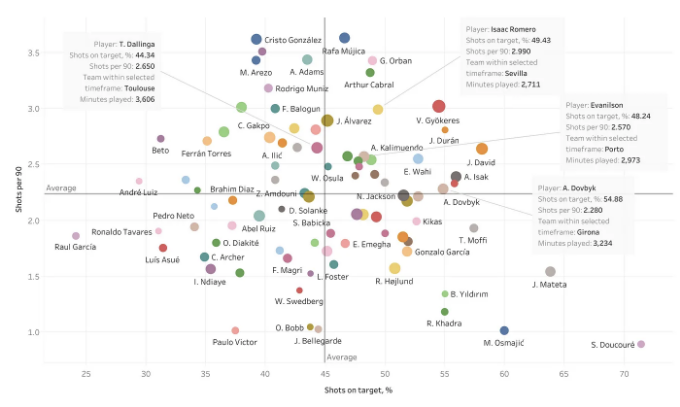 Player: Isaac Romero
Shots on target, %: 49.43
Shots per 90: 2.990
Team within selected
timeframe: Sevilla
Minutes played: 2,711
Player: T. Dallinga
Shots on target, %: 44.34
Shots per 90: 2.650
Team within selected
timeframe: Toulouse
Minutes played: 3,606
Player: Evanilson
Shots on target, %: 48.24
Shots per 90: 2.570
Team within selected
timeframe: Porto
Minutes played: 2,973
Player: A. Dovbyk
Shots on target, %: 54.88
Shots per 90: 2.280
Team within selected
timeframe: Girona
Minutes played: 3,234
Cristo González
Rafa Mújica
3.5
M. Arezo
A. Adams
G. Orban
Arthur Cabral
Rodrigo Muniz
3.0
F. Balogun
J. Álvarez
V. Gyökeres
C. Gakpo
J. Durán
Beto
Ferrán Torres
A. Ilić
A. Kalimuendo
J. David
2.5
W. Osula
E. Wahi
A. Isak
André Luiz
Brahim Díaz
Z. Amdouni
N. Jackson
A. Dovbyk
Average
Shots per 90
2.0
Pedro Neto
Abel Ruiz
D. Solanke
S. Babicka
Kikas
Ronaldo Tavares
Raul García
O. Diakité
E. Emegha
T. Moffi
Luís Asué
C. Archer
Gonzalo García
1.5
I. Ndiaye
F. Magri
L. Foster
R. Højlund
J. Mateta
W. Swedberg
B. Yıldırım
R. Khadra
1.0
Paulo Victor
O. Bobb
J. Bellegarde
M. Osmajić
S. Doucouré
Average
25
30
35
40
45
50
55
60
65
70
Shots on target, %